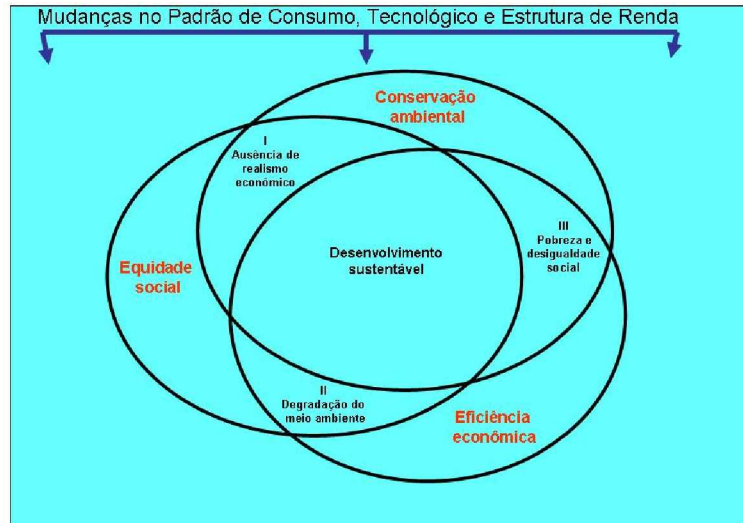 Mudanças no Padrão de Consumo, Tecnológico e Estrutura de Renda
Conservação
ambiental
I
Ausência de
realismo
econômico
III
Pobreza e
desigualdade
social
Desenvolvimento
sustentável
Equidade
social
II
Degradação do
meio ambiente
Eficiência
econômica